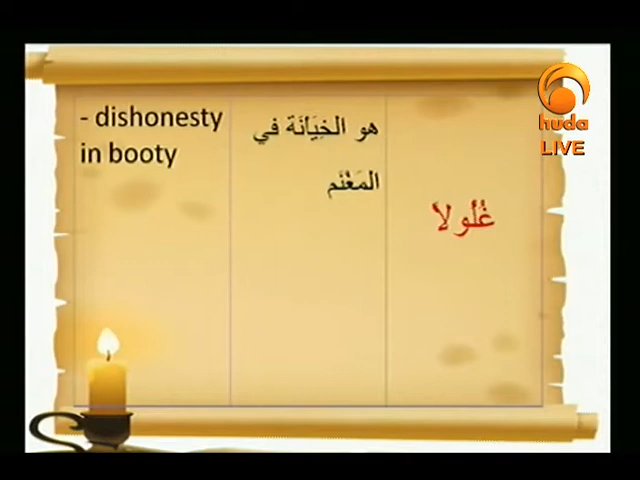 غُلُولاً
هو الخِيَانَة في
المَغْنَم
- dishonesty
in booty
huda
LIVE